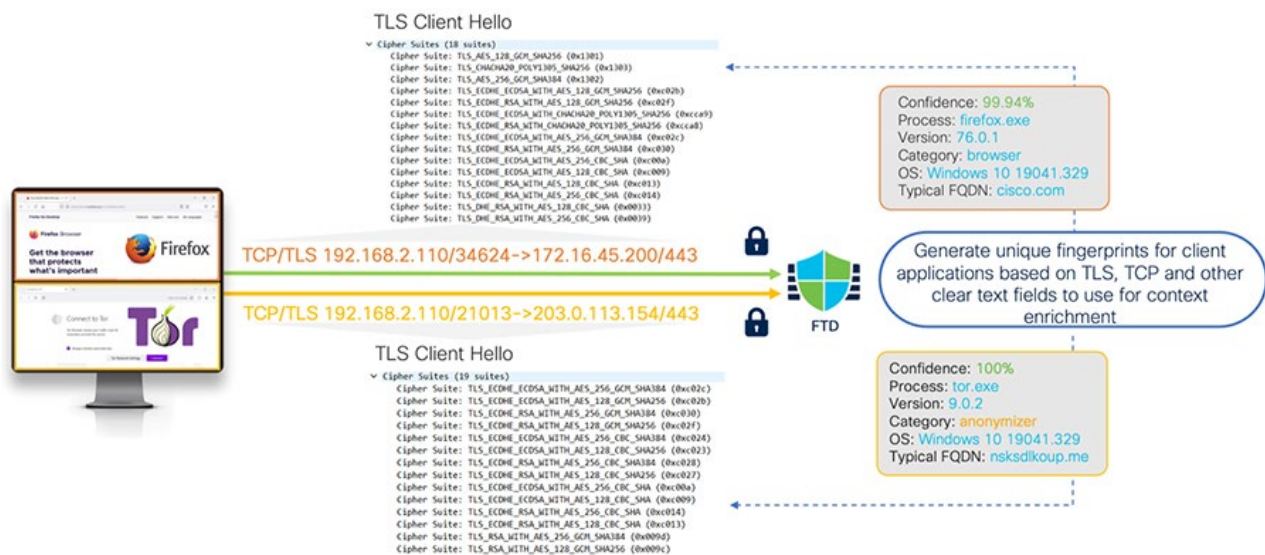 TLS Client Hello
Cipher Suites (18 suites)
Cipher Suite: TLS_AES_128_GCM_SHA256 (0x1301)
Cipher Suite: TLS_CHACHA20_POLY1305_SHA256 (0x1303)
Cipher Suite: TLS_AES_256_GCM_SHA384 (0x1302)
Cipher Suite: TLS_ECDHE_ECDSA_WITH_AES_128_GCM_SHA256 (0xc02b)
Cipher Suite: TLS_ECDHE_RSA_WITH_AES_128_GCM_SHA256 (0xc02f)
Cipher Suite: TLS_ECDHE_ECDSA_WITH_CHACHA20_POLY1305_SHA256 (0xcca9)
Cipher Suite: TLS_ECDHE_RSA_WITH_CHACHA20_POLY1305_SHA256 (0xcca8)
Cipher Suite: TLS_ECDHE_ECDSA_WITH_AES_256_GCM_SHA384 (0xc02c)
Cipher Suite: TLS_ECDHE_RSA_WITH_AES_256_GCM_SHA384 (0xc030)
Cipher Suite: TLS_ECDHE_ECDSA_WITH_AES_256_CBC_SHA (0xc00a)
Cipher Suite: TLS_ECDHE_ECDSA_WITH_AES_128_CBC_SHA (0xc009)
Cipher Suite: TLS_ECDHE_RSA_WITH_AES_128_CBC_SHA (0xc013)
Cipher Suite: TLS_ECDHE_RSA_WITH_AES_256_CBC_SHA (0xc014)
Cipher Suite: TLS_DHE_RSA_WITH_AES_128_CBC_SHA (0x0033)
Cipher Suite: TLS_DHE_RSA_WITH_AES_256_CBC_SHA (0x0039)
Confidence: 99.94%
Process: firefox.exe
Version: 76.0.1
Category: browser
OS: Windows 10 19041.329
Typical FQDN: cisco.com
Firefox Browser
Get the browser
that protects
what's important
Firefox
TCP/TLS 192.168.2.110/34624->172.16.45.200/443
Connect to Tor
Tor
TCP/TLS 192.168.2.110/21013->203.0.113.154/443
FTD
Generate unique fingerprints for client
applications based on TLS, TCP and other
clear text fields to use for context
enrichment
TLS Client Hello
Cipher Suites (19 suites)
Cipher Suite: TLS_ECDHE_ECDSA_WITH_AES_256_GCM_SHA384 (0xc02c)
Cipher Suite: TLS_ECDHE_ECDSA_WITH_AES_128_GCM_SHA256 (0xc02b)
Cipher Suite: TLS_ECDHE_RSA_WITH_AES_256_GCM_SHA384 (0xc030)
Cipher Suite: TLS_ECDHE_RSA_WITH_AES_128_GCM_SHA256 (0xc02f)
Cipher Suite: TLS_ECDHE_ECDSA_WITH_AES_256_CBC_SHA384 (0xc024)
Cipher Suite: TLS_ECDHE_ECDSA_WITH_AES_128_CBC_SHA256 (0xc023)
Cipher Suite: TLS_ECDHE_RSA_WITH_AES_256_CBC_SHA384 (0xc028)
Cipher Suite: TLS_ECDHE_RSA_WITH_AES_128_CBC_SHA256 (0xc027)
Cipher Suite: TLS_ECDHE_ECDSA_WITH_AES_256_CBC_SHA (0xc00a)
Cipher Suite: TLS_ECDHE_ECDSA_WITH_AES_128_CBC_SHA (0xc009)
Cipher Suite: TLS_ECDHE_RSA_WITH_AES_256_CBC_SHA (0xc014)
Cipher Suite: TLS_ECDHE_RSA_WITH_AES_128_CBC_SHA (0xc013)
Cipher Suite: TLS_RSA_WITH_AES_256_GCM_SHA384 (0x009d)
Cipher Suite: TLS_RSA_WITH_AES_128_GCM_SHA256 (0x009c)
Confidence: 100%
Process: tor.exe
Version: 9.0.2
Category: anonymizer
OS: Windows 10 19041.329
Typical FQDN: nsksdlkoup.me